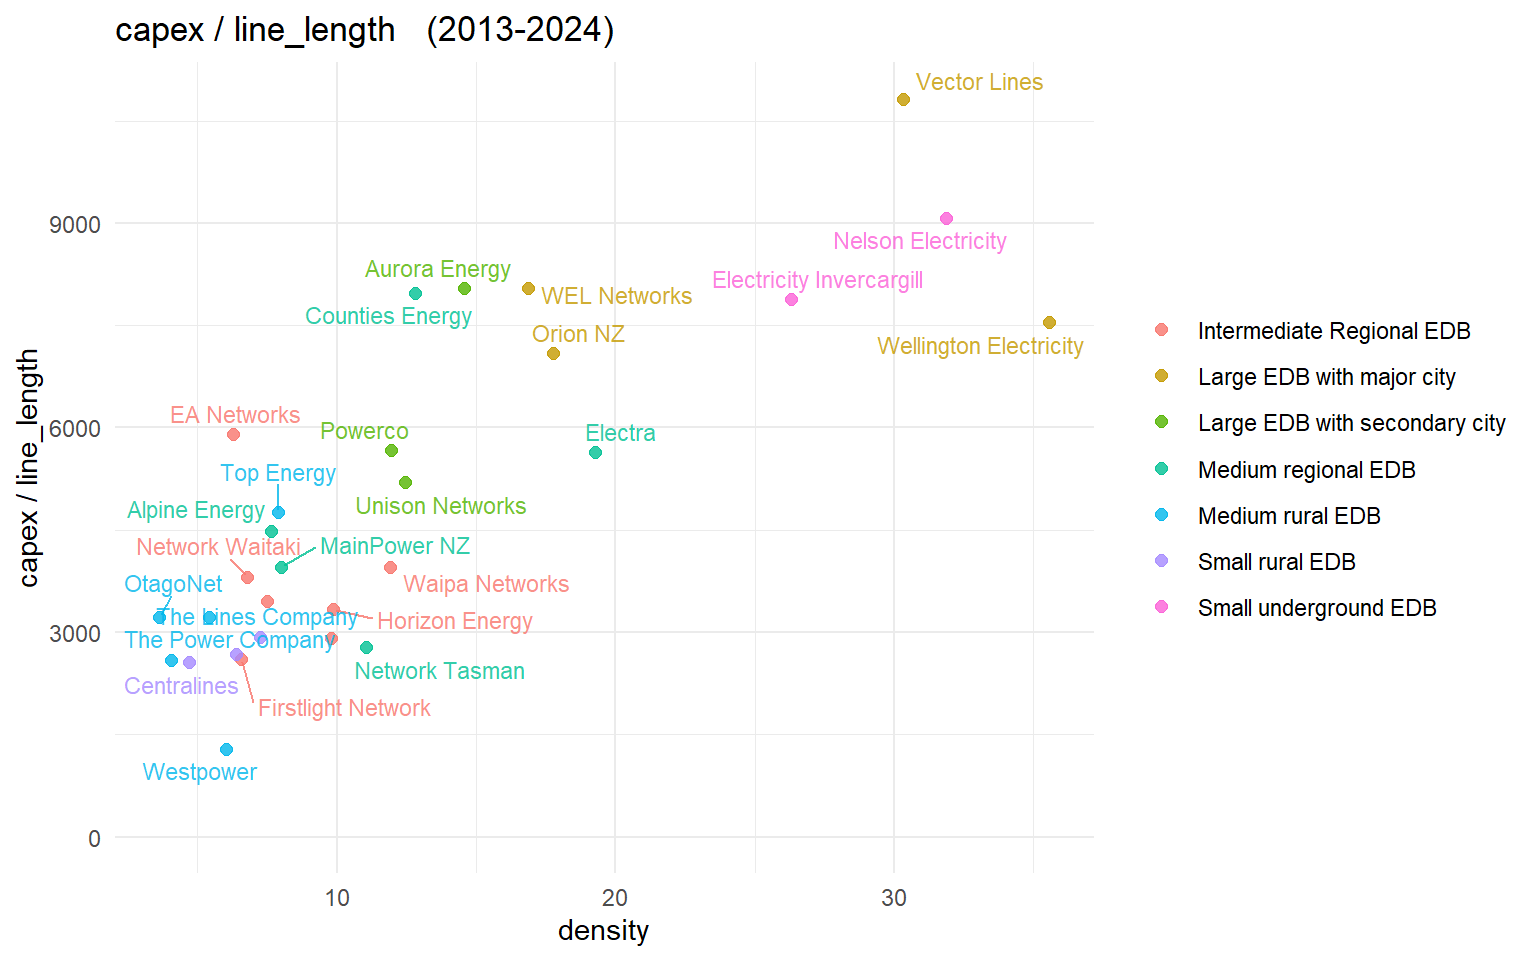 capex / line_length (2013-2024)
Vector Lines
9000
Nelson Electricity
Aurora Energy
Electricity Invercargill
WEL Networks
Counties Energy
Orion NZ
Wellington Electricity
Intermediate Regional EDB
Large EDB with major city
Large EDB with secondary city
Medium regional EDB
Medium rural EDB
Small rural EDB
Small underground EDB
capex / line_length
EA Networks
6000
Powerco
Electra
Top Energy
Alpine Energy
Unison Networks
Network Waitaki
MainPower NZ
OtagoNet
Waipa Networks
The Lines Company
Horizon Energy
3000
The Power Company
Network Tasman
Centralines
Firstlight Network
Westpower
0
10
20
30
density